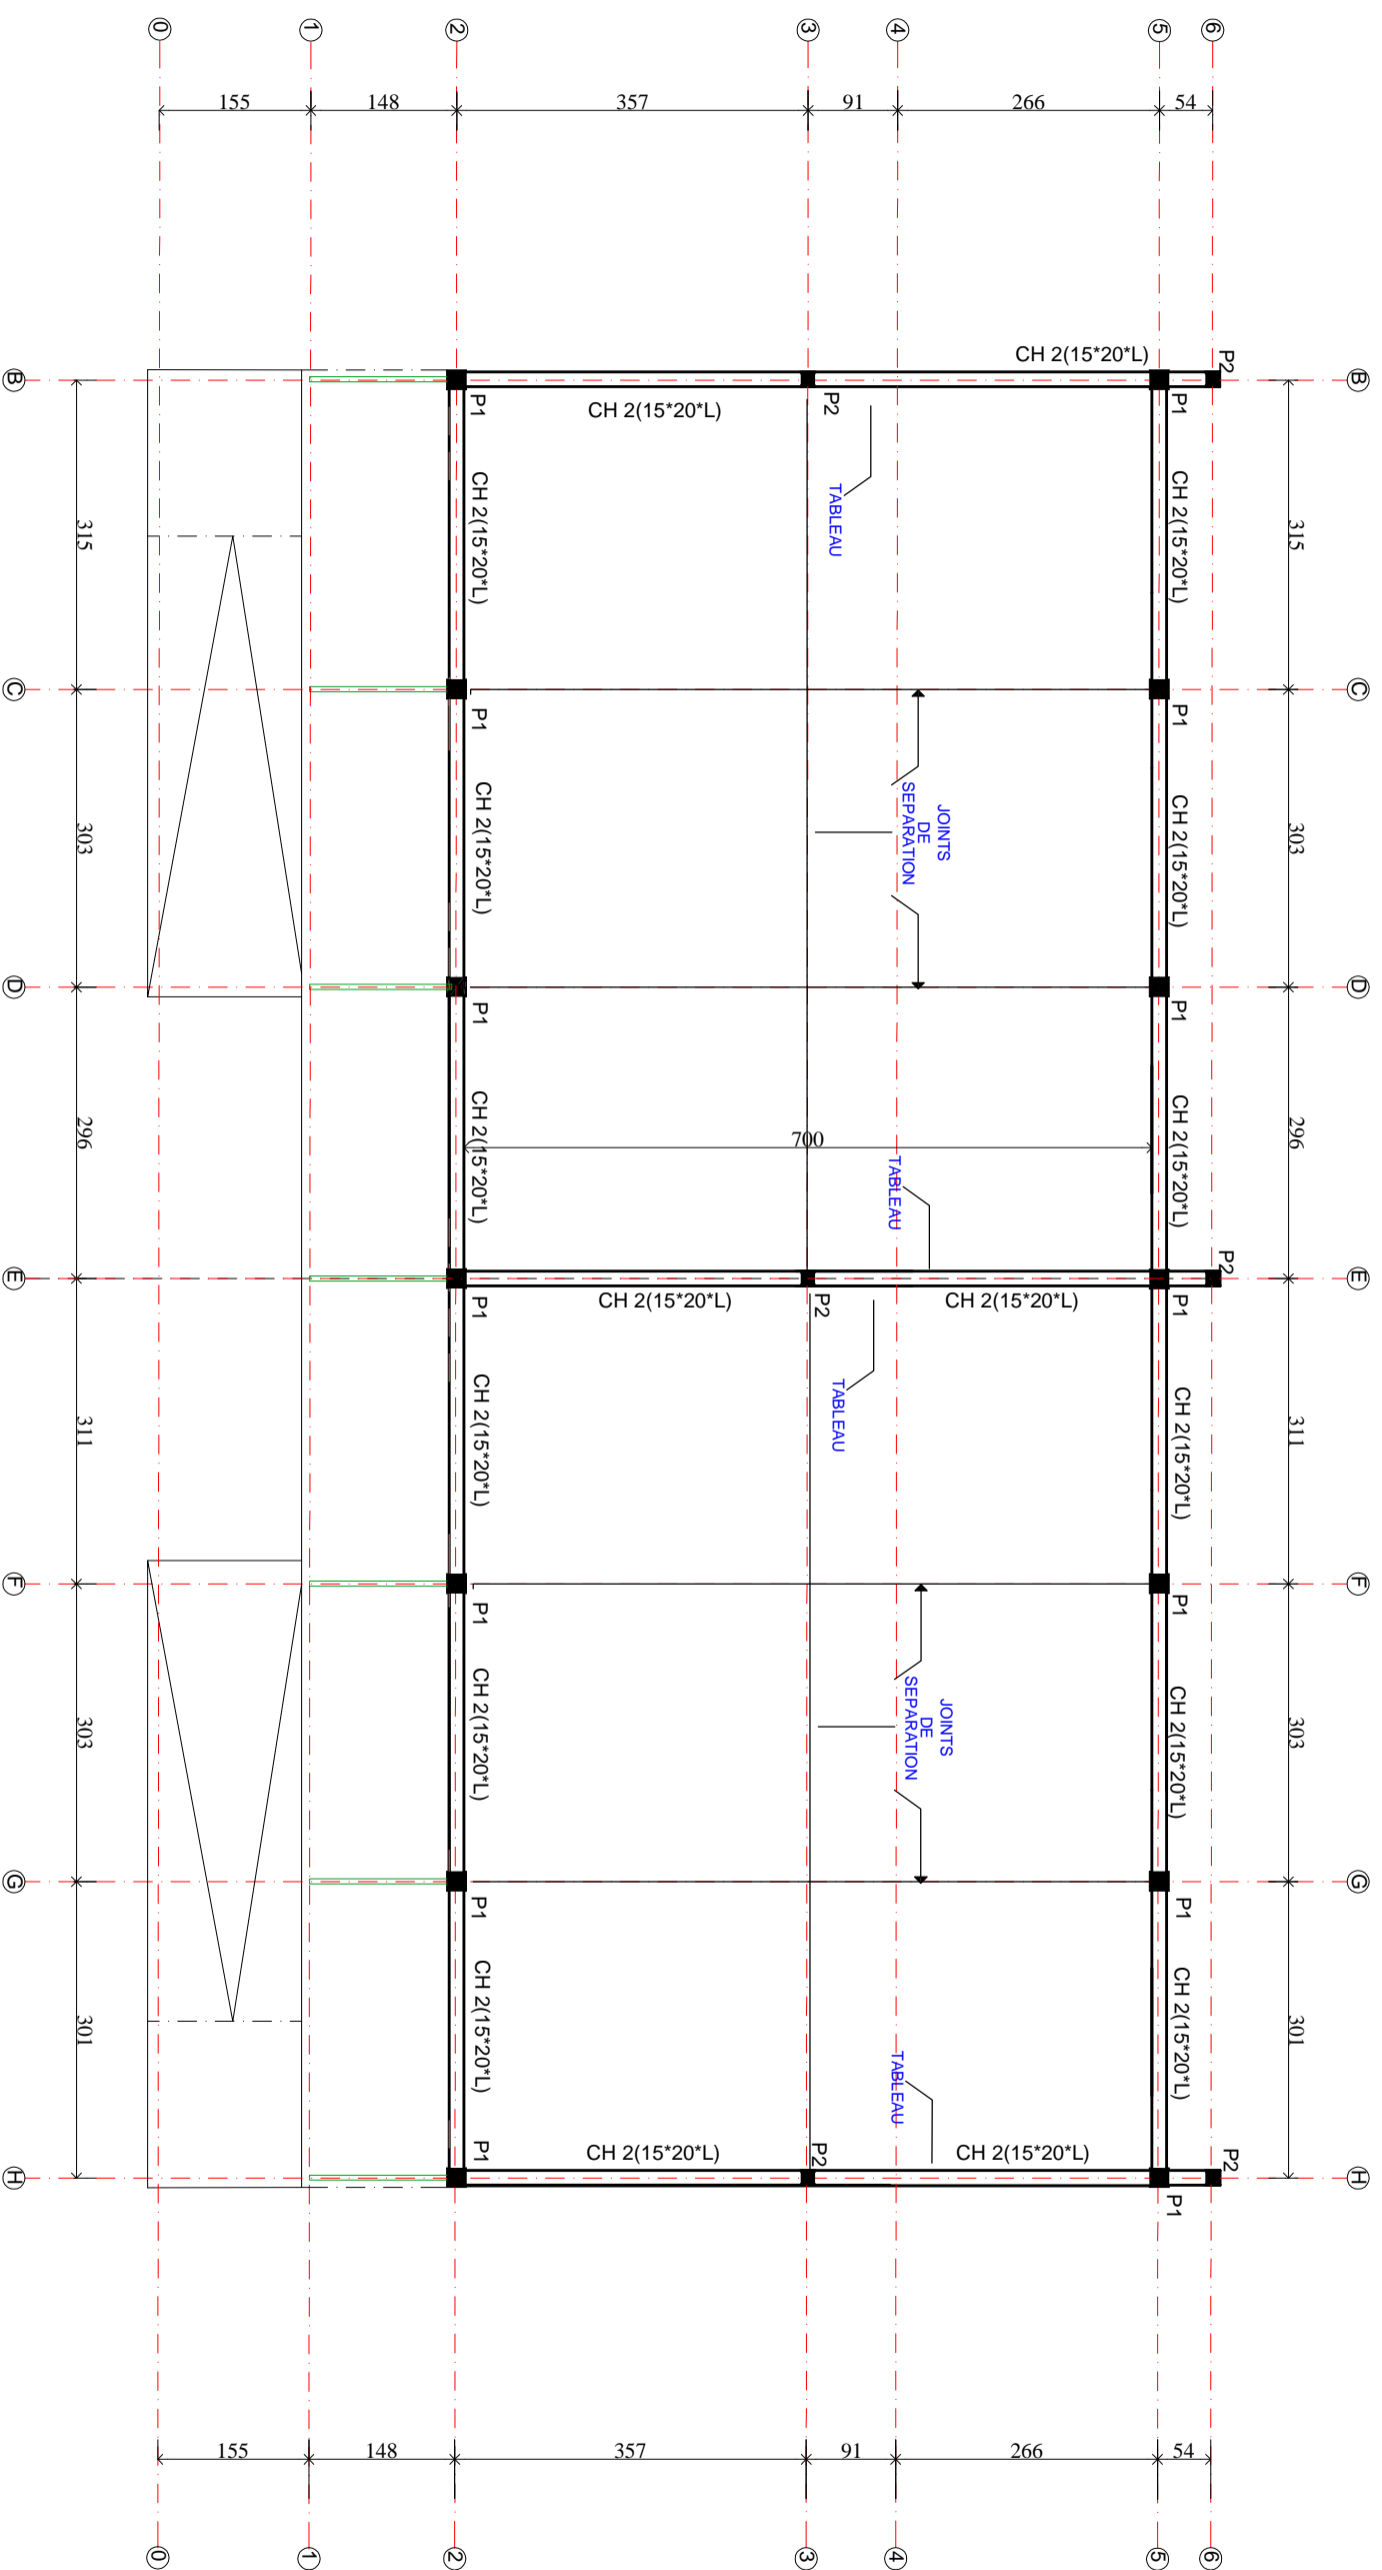 0
1
2
3
4
5
6
155
148
357
91
266
54
CH 2(15*20*L)
P2
B
B
P1
CH 2(15*20*L)
P2
P1
315
CH 2(15*20*L)
TABLEAU
CH 2(15*20*L)
315
C
P1
P1
C
303
CH 2(15*20*L)
JOINTS
DE
SEPARATION
CH 2(15*20*L)
303
D
P1
P1
D
296
CH 2(15*20*L)
700
TABLEAU
CH 2(15*20*L)
296
P2
E
E
P1
CH 2(15*20*L)
P2
CH 2(15*20*L)
P1
311
CH 2(15*20*L)
TABLEAU
CH 2(15*20*L)
311
F
P1
P1
F
303
CH 2(15*20*L)
JOINTS
DE
SEPARATION
CH 2(15*20*L)
303
G
P1
P1
G
301
CH 2(15*20*L)
TABLEAU
CH 2(15*20*L)
301
P1
CH 2(15*20*L)
P2
CH 2(15*20*L)
P2
H
H
P1
155
148
357
91
266
54
0
1
2
3
4
5
6